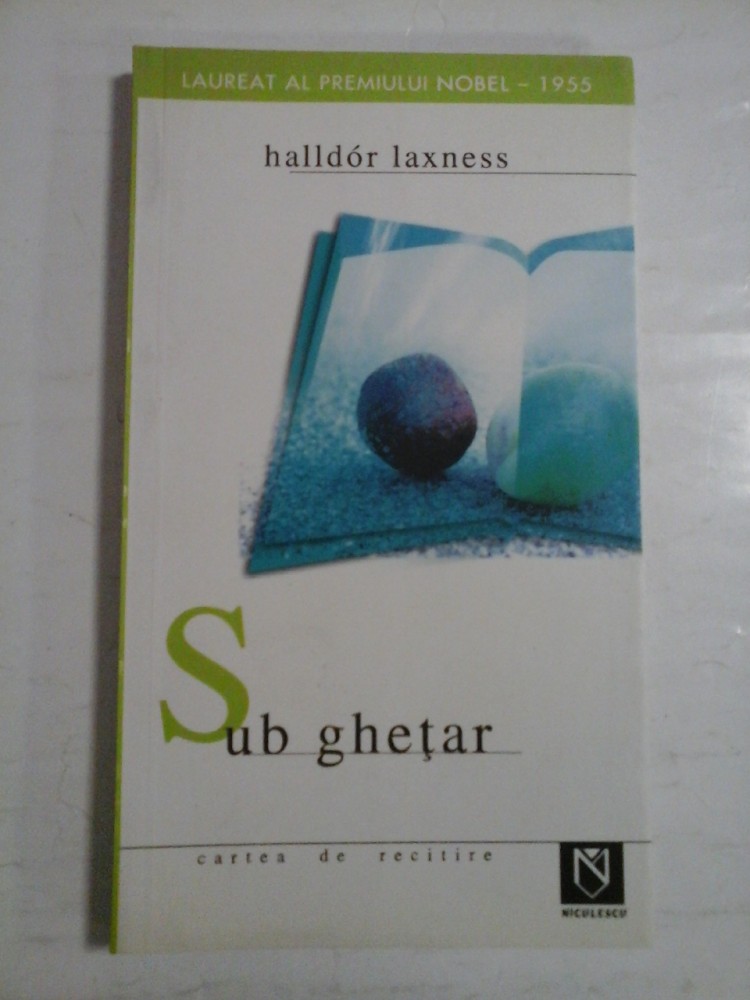 LAUREAT AL PREMIULUI NOBEL – 1955
halldór laxness
Sub gheţar
cartea de recitire
NICULESCU